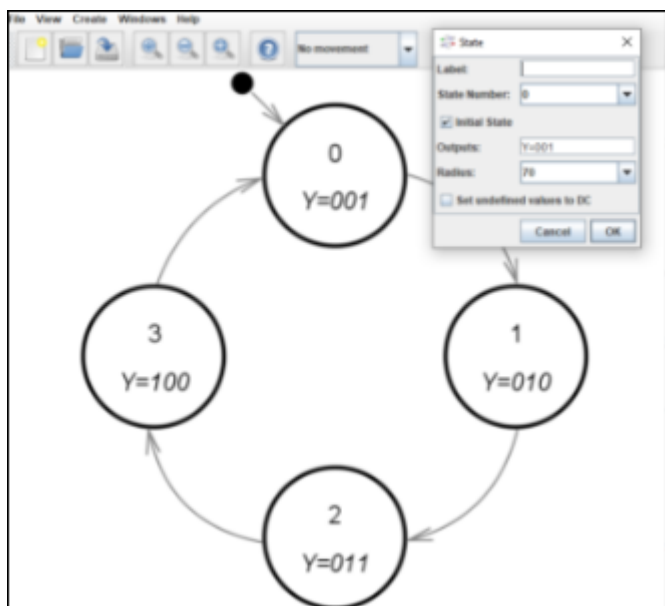 File View Create Windows Help
No movement
State
Label:
State Number: 0
Initial State
Outputs: Y=001
Radius: 70
Set undefined values to DC
Cancel OK
0
Y=001
3
Y=100
1
Y=010
2
Y=011